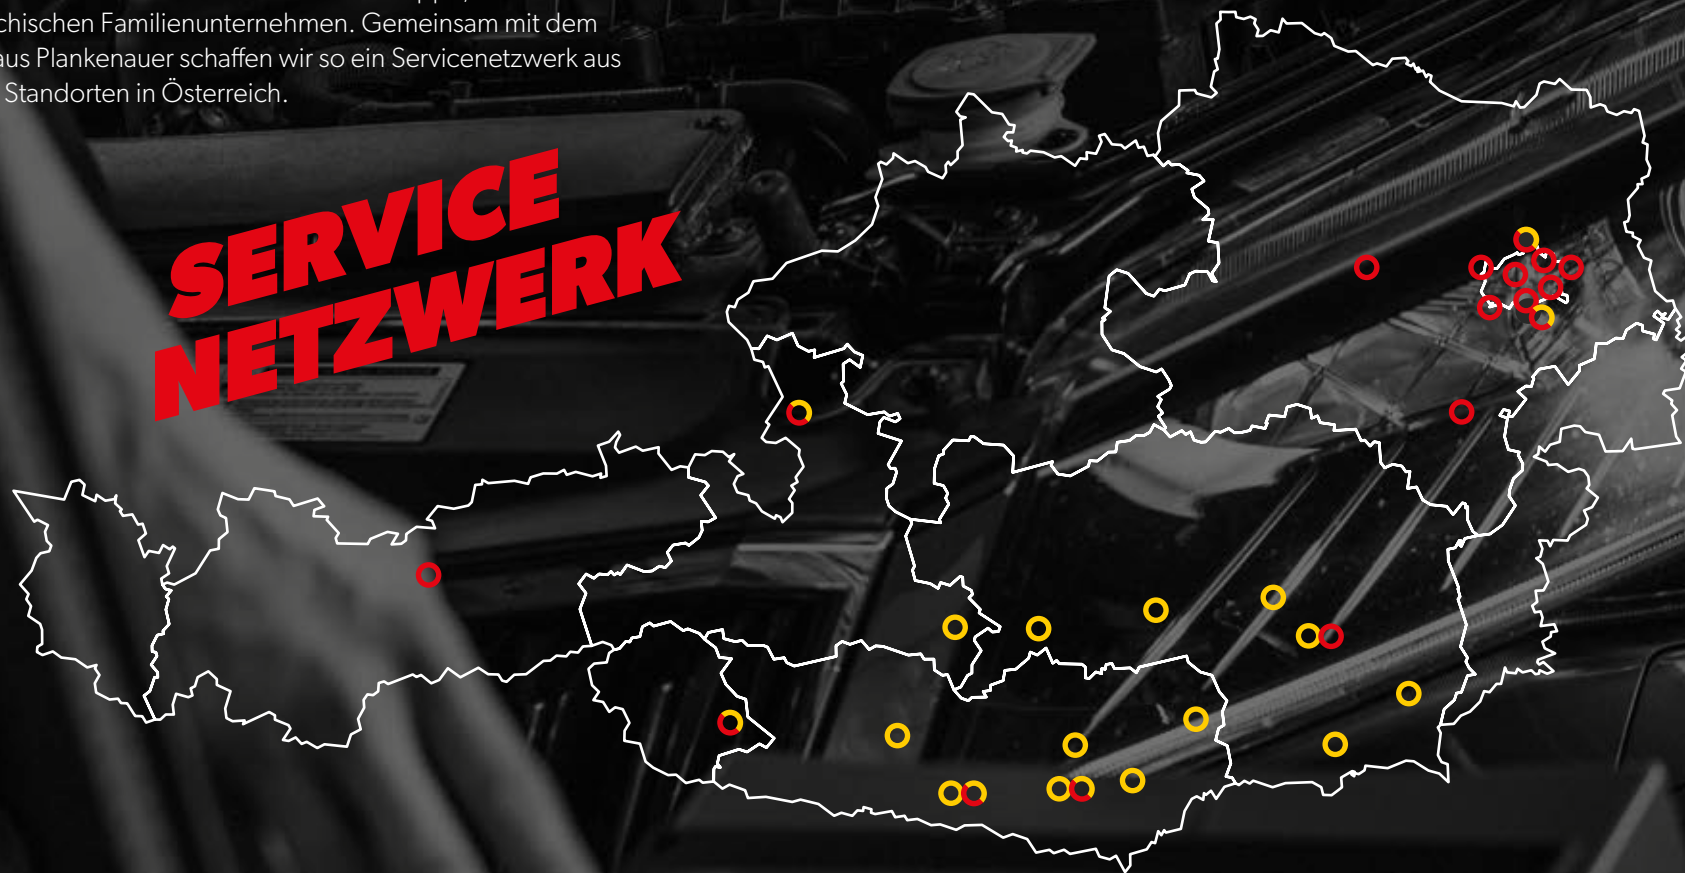 chischen Familienunternehmen. Gemeinsam mit dem
aus Plankenauer schaffen wir so ein Servicenetzwerk aus
Standorten in Österreich.
SERVICE
NETZWERK